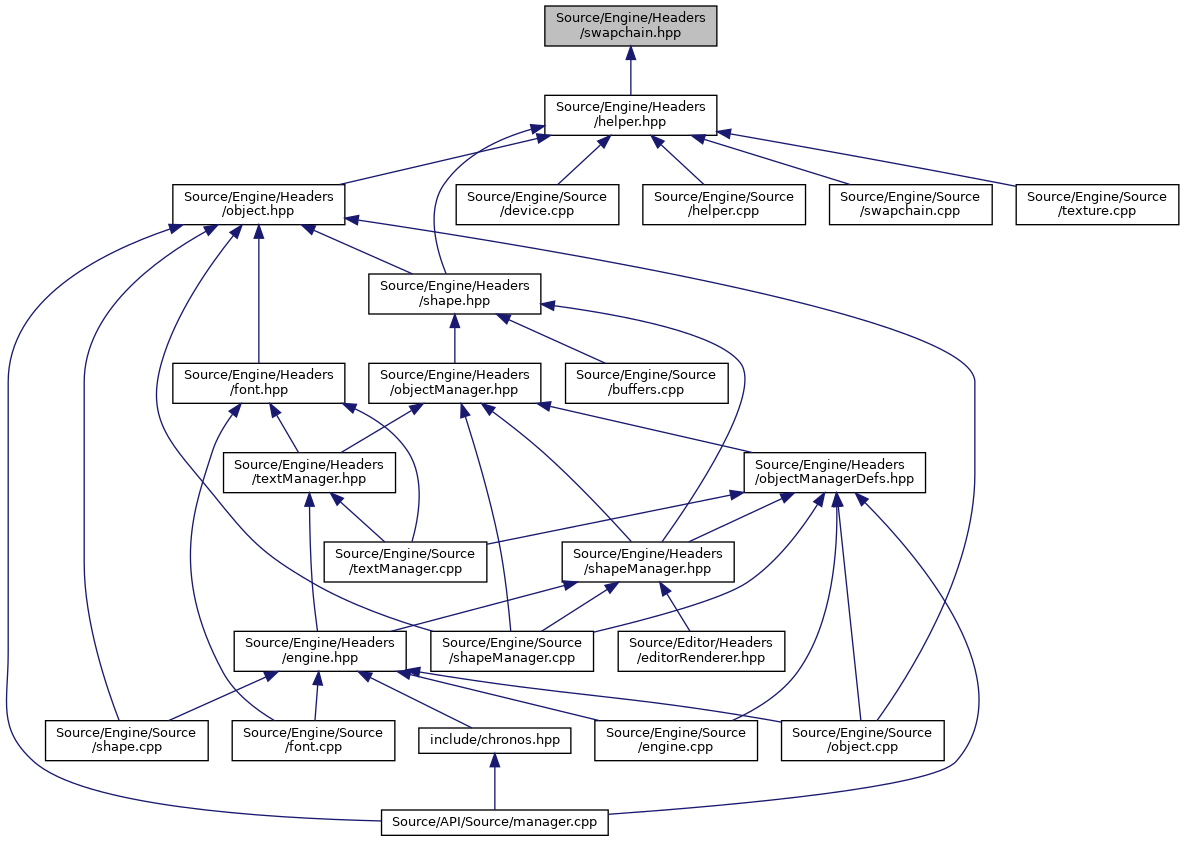 Source/Engine/Headers
/swapchain.hpp
Source/Engine/Headers
/helper.hpp
Source/Engine/Headers
/object.hpp
Source/Engine/Source
/device.cpp
Source/Engine/Source
/helper.cpp
Source/Engine/Source
/swapchain.cpp
Source/Engine/Source
/texture.cpp
Source/Engine/Headers
/shape.hpp
Source/Engine/Headers
/font.hpp
Source/Engine/Headers
/objectManager.hpp
Source/Engine/Source
/buffers.cpp
Source/Engine/Headers
/textManager.hpp
Source/Engine/Headers
/objectManagerDefs.hpp
Source/Engine/Source
/textManager.cpp
Source/Engine/Headers
/shapeManager.hpp
Source/Engine/Headers
/engine.hpp
Source/Engine/Source
/shapeManager.cpp
Source/Editor/Headers
/editorRenderer.hpp
Source/Engine/Source
/shape.cpp
Source/Engine/Source
/font.cpp
include/chronos.hpp
Source/Engine/Source
/engine.cpp
Source/Engine/Source
/object.cpp
Source/API/Source/manager.cpp